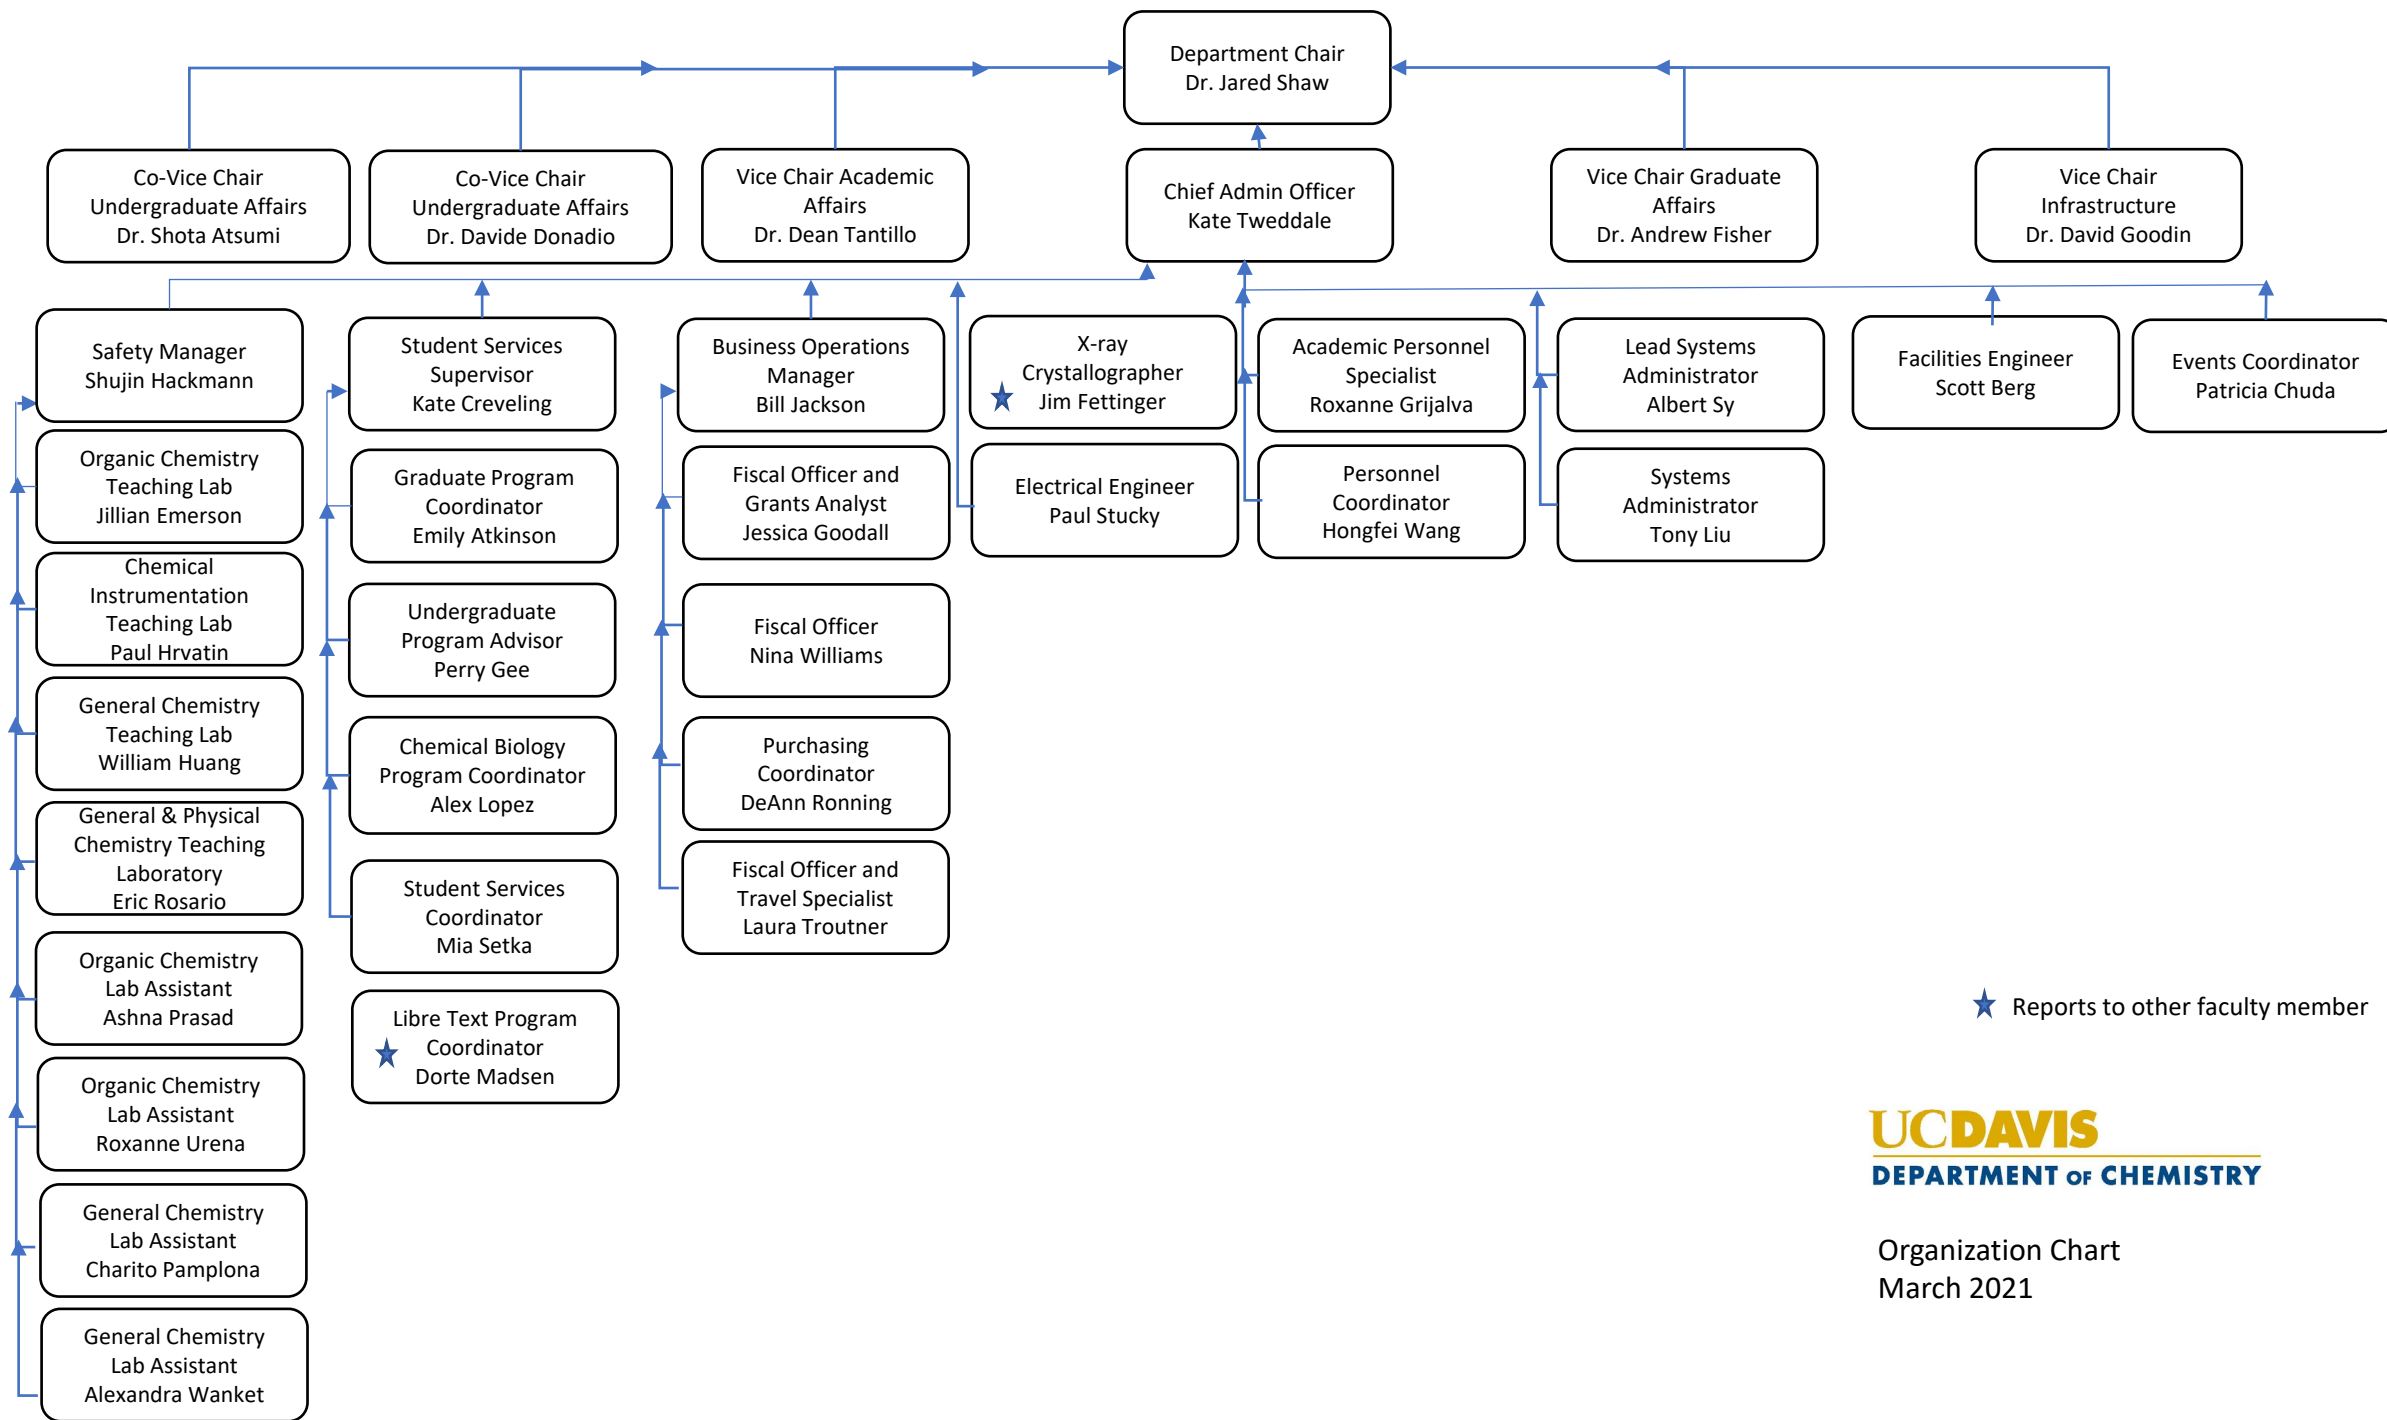 Department Chair
Dr. Jared Shaw
Co-Vice Chair
Undergraduate Affairs
Dr. Shota Atsumi
Co-Vice Chair
Undergraduate Affairs
Dr. Davide Donadio
Vice Chair Academic
Affairs
Dr. Dean Tantillo
Chief Admin Officer
Kate Tweddale
Vice Chair Graduate
Affairs
Dr. Andrew Fisher
Vice Chair
Infrastructure
Dr. David Goodin
Safety Manager
Shujin Hackmann
Student Services
Supervisor
Kate Creveling
Business Operations
Manager
Bill Jackson
X-ray
Crystallographer
Jim Fettinger
Academic Personnel
Specialist
Roxanne Grijalva
Lead Systems
Administrator
Albert Sy
Facilities Engineer
Scott Berg
Events Coordinator
Patricia Chuda
Organic Chemistry
Teaching Lab
Jillian Emerson
Graduate Program
Coordinator
Emily Atkinson
Fiscal Officer and
Grants Analyst
Jessica Goodall
Electrical Engineer
Paul Stucky
Personnel
Coordinator
Hongfei Wang
Systems
Administrator
Tony Liu
Chemical
Instrumentation
Teaching Lab
Paul Hrvatin
Undergraduate
Program Advisor
Perry Gee
Fiscal Officer
Nina Williams
General Chemistry
Teaching Lab
William Huang
Chemical Biology
Program Coordinator
Alex Lopez
Purchasing
Coordinator
DeAnn Ronning
General & Physical
Chemistry Teaching
Laboratory
Eric Rosario
Student Services
Coordinator
Mia Setka
Fiscal Officer and
Travel Specialist
Laura Troutner
Organic Chemistry
Lab Assistant
Ashna Prasad
Libre Text Program
Coordinator
Dorte Madsen
Reports to other faculty member
Organic Chemistry
Lab Assistant
Roxanne Urena
General Chemistry
Lab Assistant
Charito Pamplona
General Chemistry
Lab Assistant
Alexandra Wanket
UCDAVIS
DEPARTMENT OF CHEMISTRY
Organization Chart
March 2021